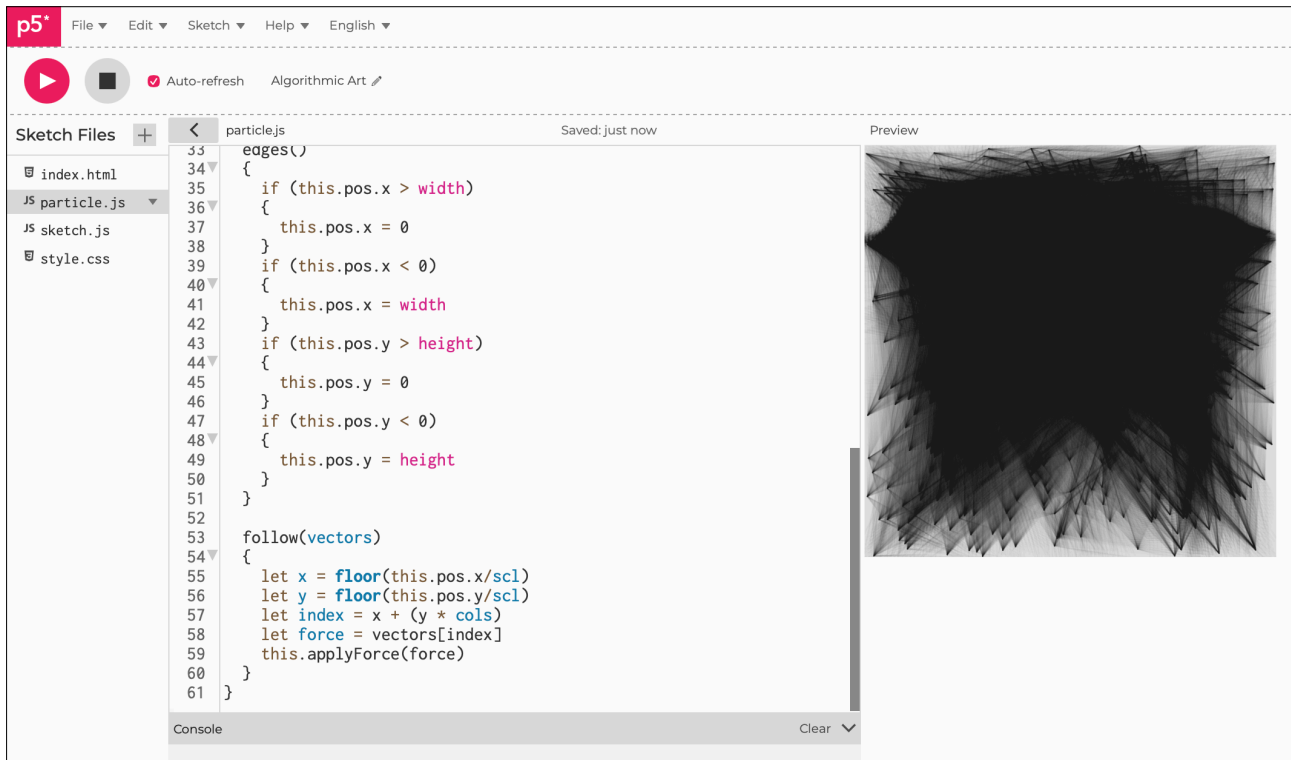 p5* File Edit Sketch Help English
Auto-refresh Algorithmic Art
Sketch Files +
index.html
JS particle.js
JS sketch.js
style.css
particle.js Saved: just now
33 edges()
34 {
35 if (this.pos.x > width)
36 {
37 this.pos.x = 0
38 }
39 if (this.pos.x < 0)
40 {
41 this.pos.x = width
42 }
43 if (this.pos.y > height)
44 {
45 this.pos.y = 0
46 }
47 if (this.pos.y < 0)
48 {
49 this.pos.y = height
50 }
51 }
52
53 follow(vectors)
54 {
55 let x = floor(this.pos.x/scl)
56 let y = floor(this.pos.y/scl)
57 let index = x + (y * cols)
58 let force = vectors[index]
59 this.applyForce(force)
60 }
61 }
Console Clear
Preview